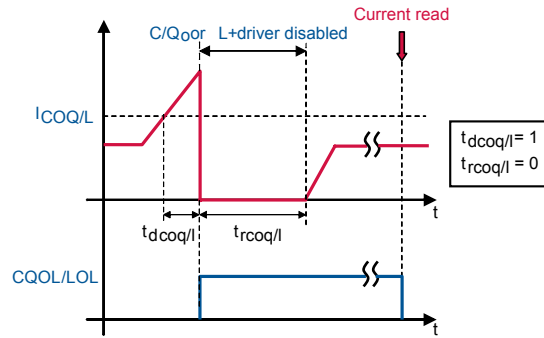 Current read
C/Qoor L+driver disabled
ICOQ/L
tdcoq/l = 1
trcoq/l = 0
t
tdcoq/l
trcoq/l
CQOL/LOL
t